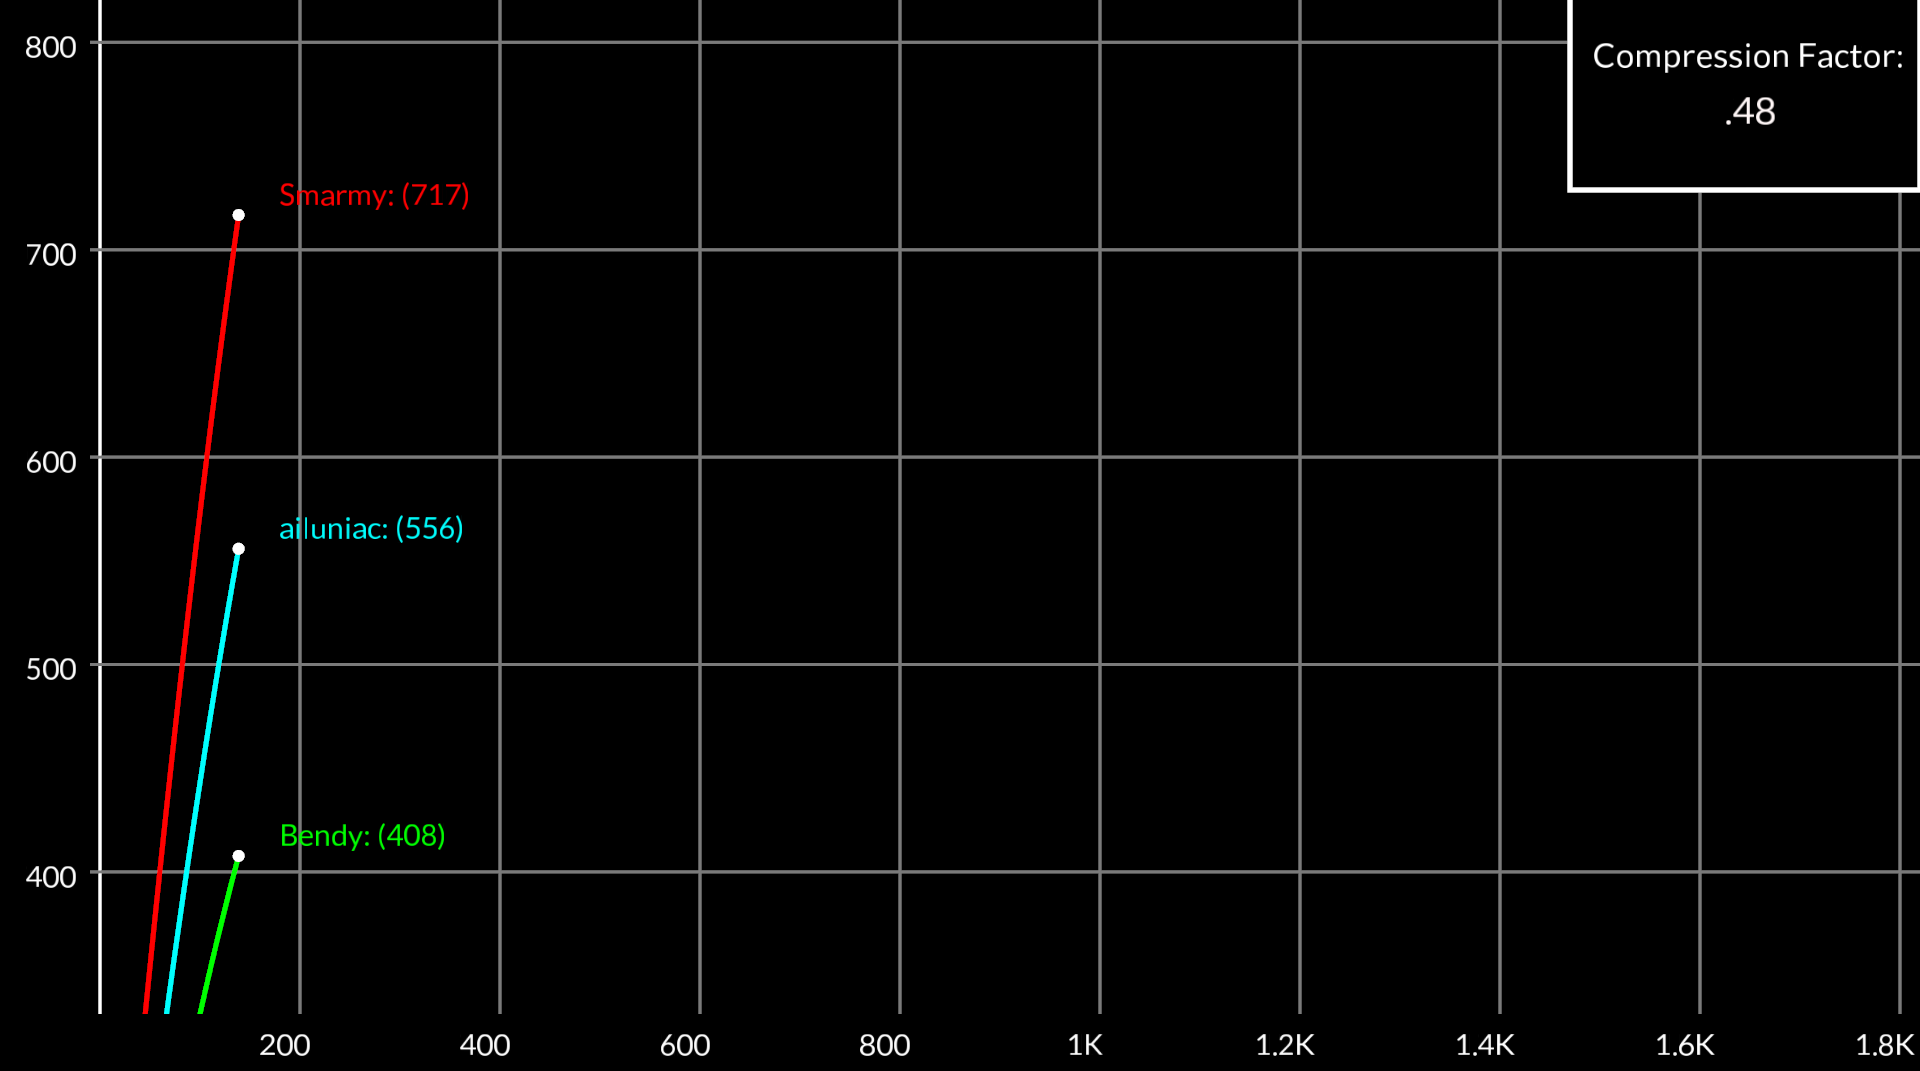 800
Compression Factor:
.48
Smarmy: (717)
700
600
ailuniac: (556)
500
Bendy: (408)
400
200 400 600 800 1K 1.2K 1.4K 1.6K 1.8K